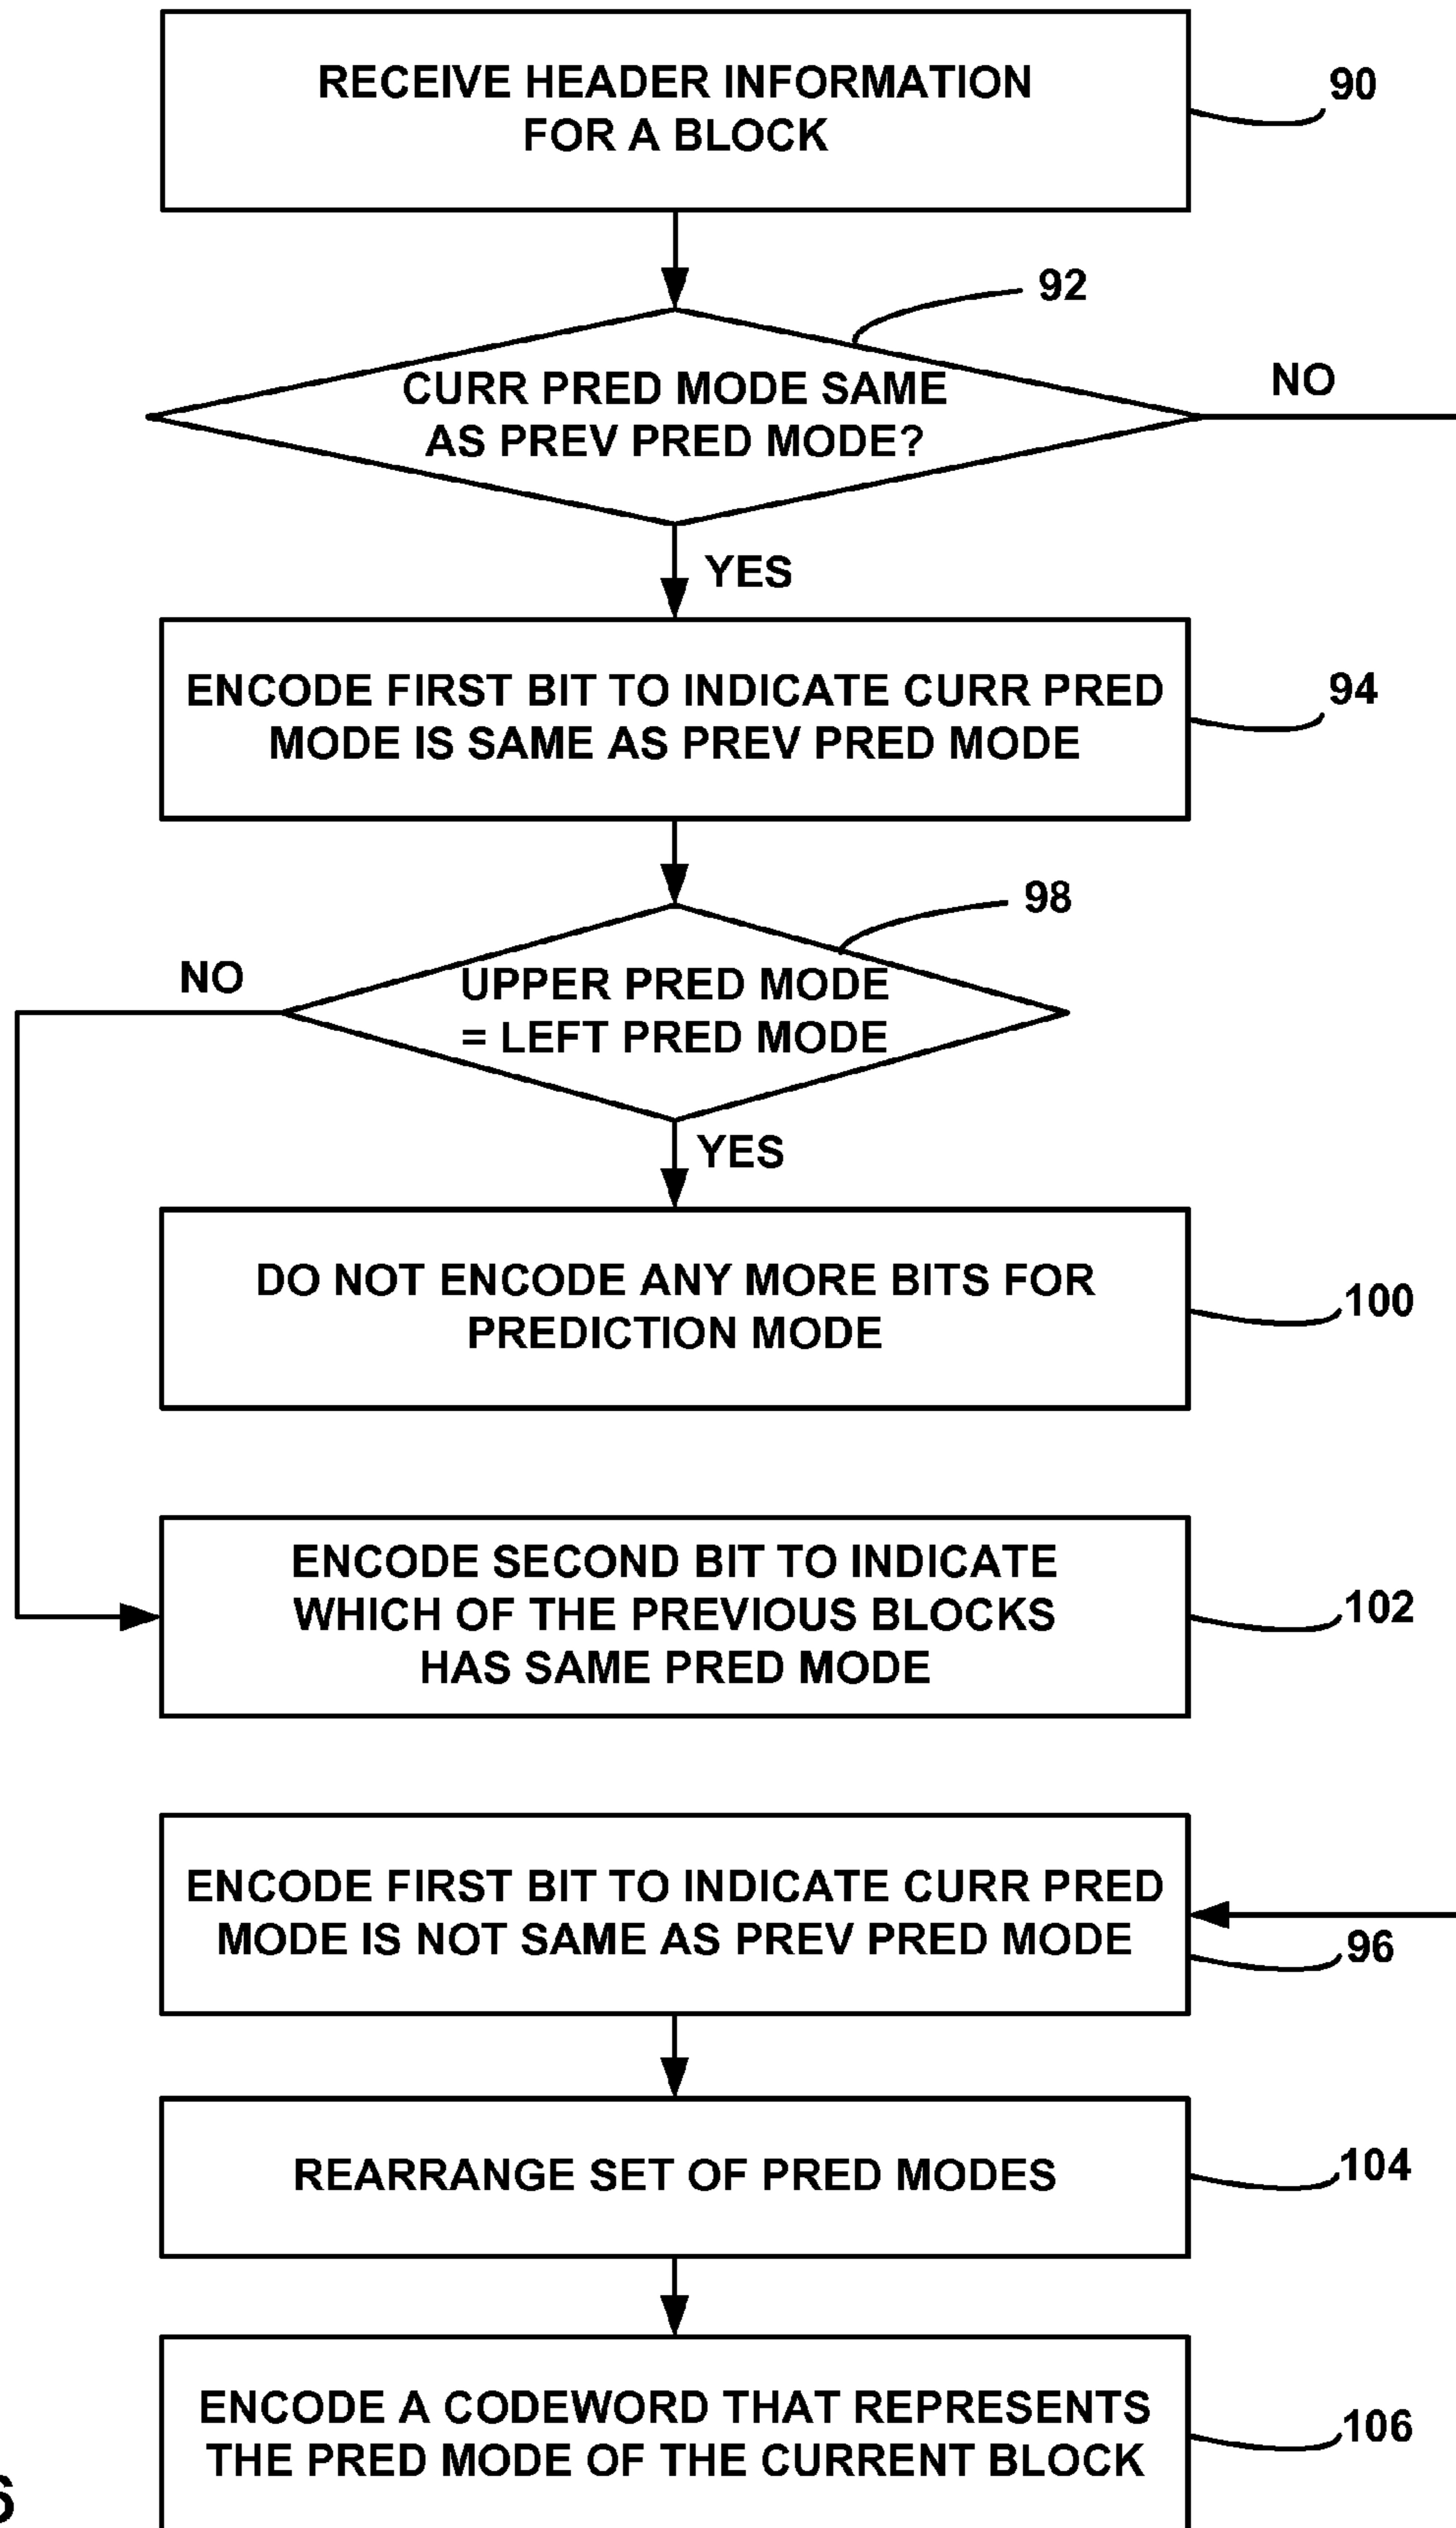 RECEIVE HEADER INFORMATION
FOR A BLOCK
90
92
CURR PRED MODE SAME
AS PREV PRED MODE?
NO
YES
ENCODE FIRST BIT TO INDICATE CURR PRED
MODE IS SAME AS PREV PRED MODE
94
98
NO
UPPER PRED MODE
= LEFT PRED MODE
YES
DO NOT ENCODE ANY MORE BITS FOR
PREDICTION MODE
100
ENCODE SECOND BIT TO INDICATE
WHICH OF THE PREVIOUS BLOCKS
HAS SAME PRED MODE
102
ENCODE FIRST BIT TO INDICATE CURR PRED
MODE IS NOT SAME AS PREV PRED MODE
96
REARRANGE SET OF PRED MODES
104
ENCODE A CODEWORD THAT REPRESENTS
THE PRED MODE OF THE CURRENT BLOCK
106